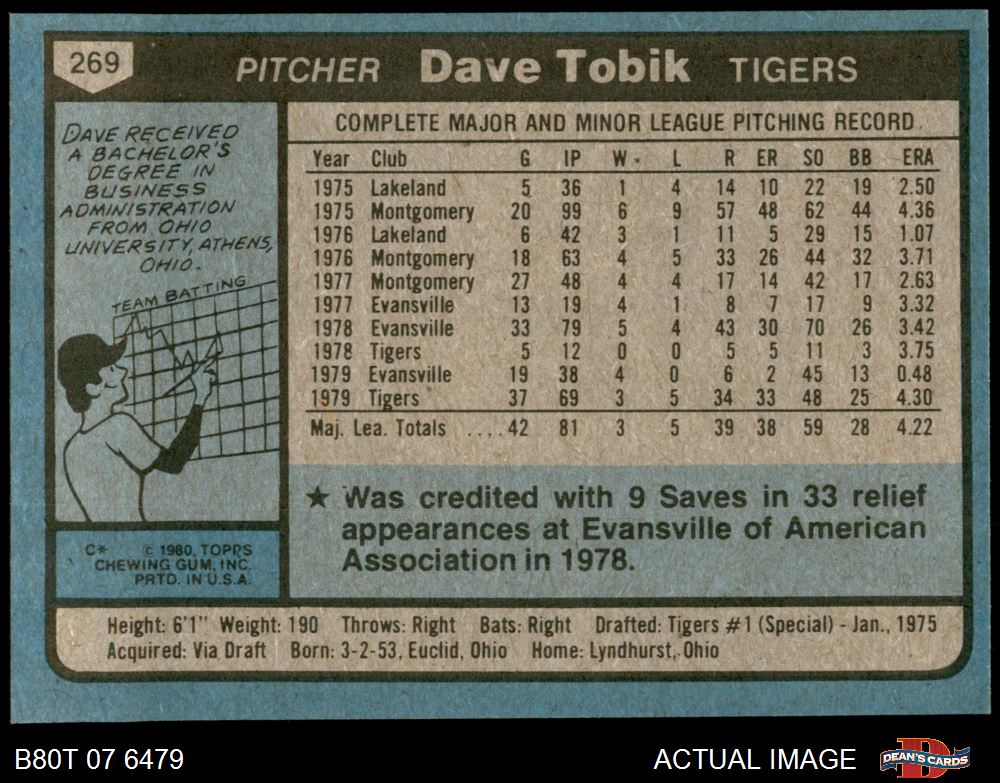 269
PITCHER Dave Tobik TIGERS
DAVE RECEIVED
A BACHELOR'S
DEGREE IN
BUSINESS
ADMINISTRATION
FROM OHIO
UNIVERSITY, ATHENS,
OHIO.
TEAM BATTING
C* © 1980, TOPPS
CHEWING GUM, INC.
PRTD. IN U.S.A.
COMPLETE MAJOR AND MINOR LEAGUE PITCHING RECORD
Year Club G IP W L R ER SO BB ERA
1975 Lakeland 5 36 1 4 14 10 22 19 2.50
1975 Montgomery 20 99 6 9 57 48 62 44 4.36
1976 Lakeland 6 42 3 1 11 5 29 15 1.07
1976 Montgomery 18 63 4 5 33 26 44 32 3.71
1977 Montgomery 27 48 4 4 17 14 42 17 2.63
1977 Evansville 13 19 4 1 8 7 17 9 3.32
1978 Evansville 33 79 5 4 43 30 70 26 3.42
1978 Tigers 5 12 0 0 5 5 11 3 3.75
1979 Evansville 19 38 4 0 6 2 45 13 0.48
1979 Tigers 37 69 3 5 34 33 48 25 4.30
Maj. Lea. Totals ....42 81 3 5 39 38 59 28 4.22
★ Was credited with 9 Saves in 33 relief
appearances at Evansville of American
Association in 1978.
Height: 6'1" Weight: 190 Throws: Right Bats: Right Drafted: Tigers #1 (Special) - Jan., 1975
Acquired: Via Draft Born: 3-2-53, Euclid, Ohio Home: Lyndhurst, Ohio
B80T 07 6479
ACTUAL IMAGE
D
DEAN'S CARDS